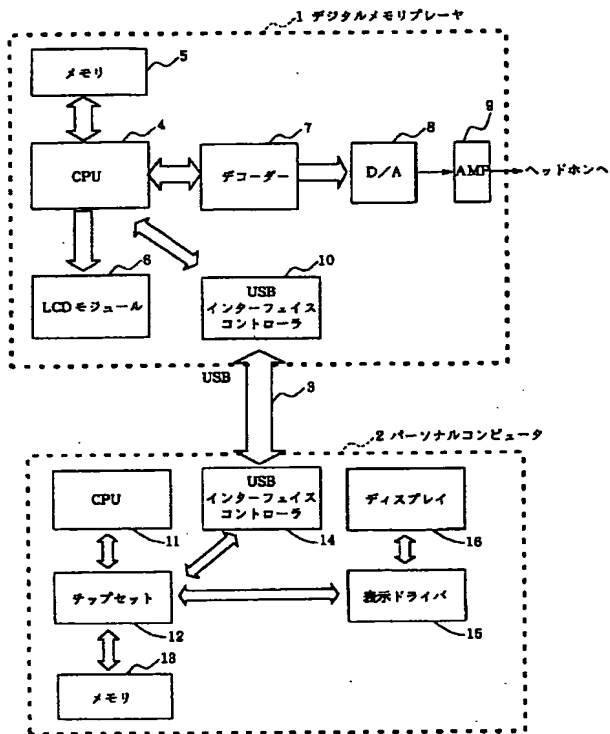 1 デジタルメモリプレーヤ
メモリ
5
CPU
4
デコーダー
7
D/A
8
AMP
9
ヘッドホンへ
LCDモジュール
6
USB
インターフェイス
コントローラ
10
USB
3
2 パーソナルコンピュータ
CPU
11
USB
インターフェイス
コントローラ
14
ディスプレイ
16
チップセット
12
表示ドライバ
15
メモリ
13